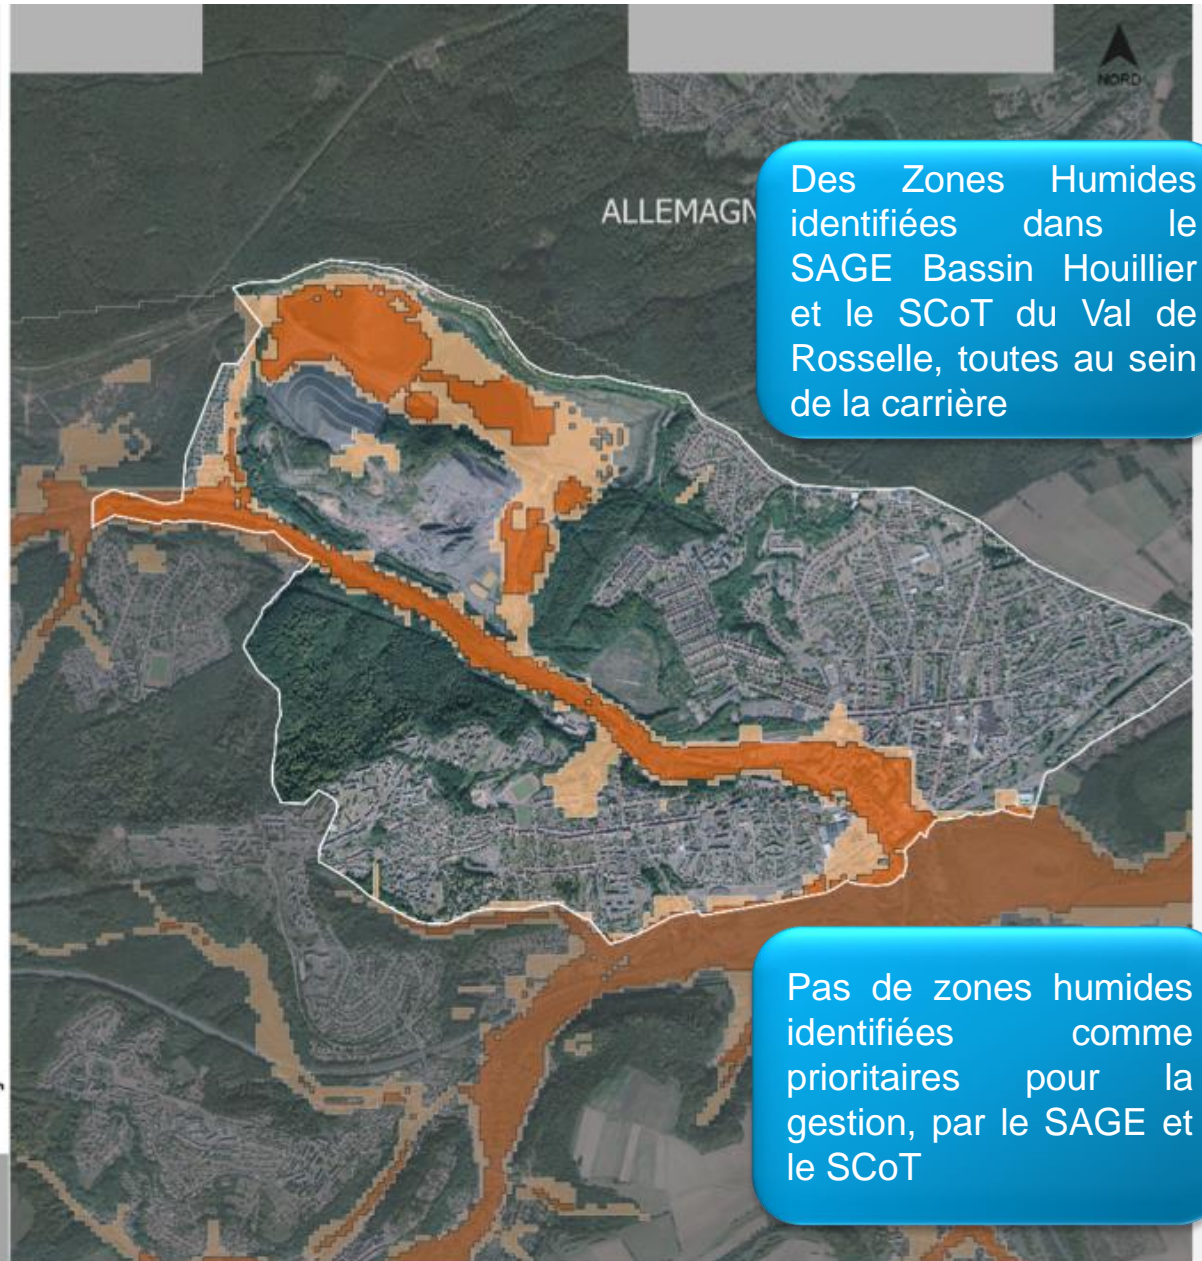 NORD
ALLEMAGN
Des Zones Humides
identifiées dans le
SAGE Bassin Houillier
et le SCoT du Val de
Rosselle, toutes au sein
de la carrière
Pas de zones humides
identifiées comme
prioritaires pour la
gestion, par le SAGE et
le SCoT